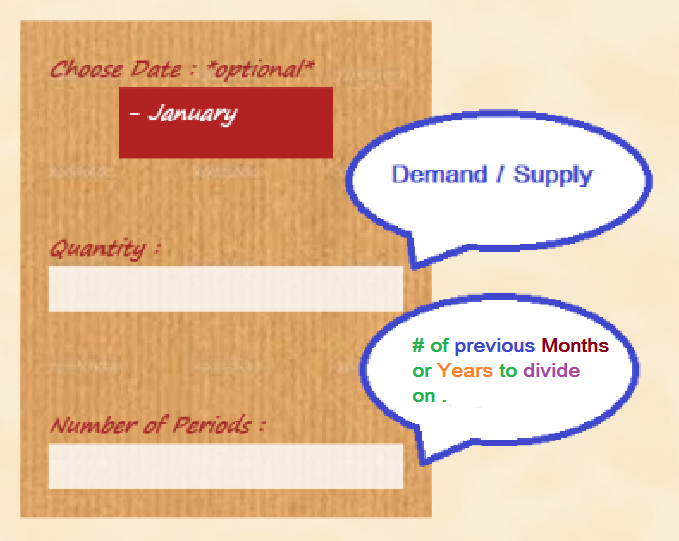 Choose Date : *optional*
- January
Demand / Supply
Quantity :
# of previous Months
or Years to divide
on .
Number of Periods :